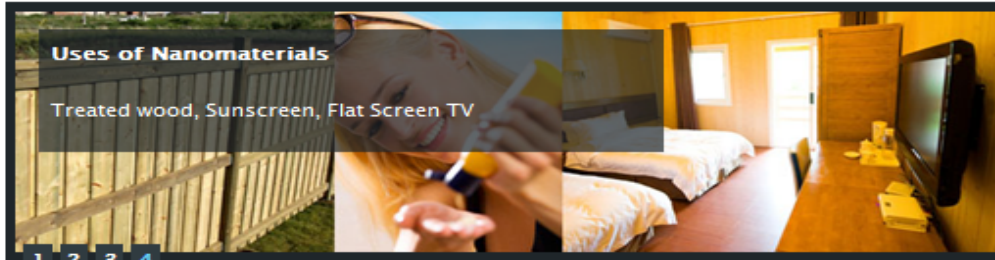 Uses of Nanomaterials
Treated wood, Sunscreen, Flat Screen TV
1 2 3 4